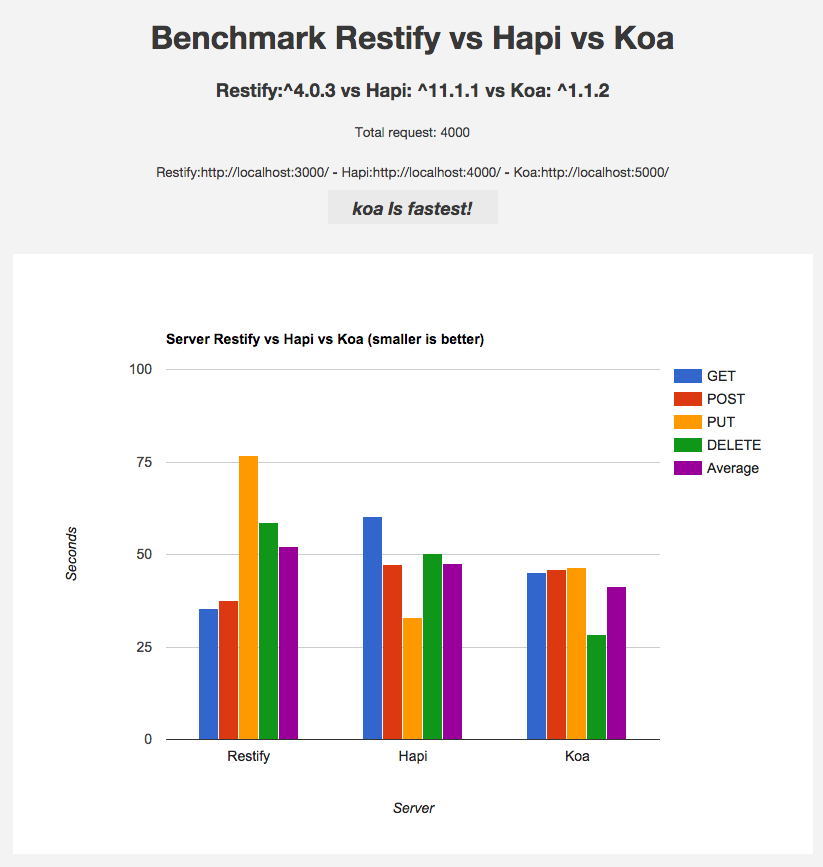 Benchmark Restify vs Hapi vs Koa
Restify:^4.0.3 vs Hapi: ^11.1.1 vs Koa: ^1.1.2
Total request: 4000
Restify:http://localhost:3000/ - Hapi:http://localhost:4000/ - Koa:http://localhost:5000/
koa Is fastest!
Server Restify vs Hapi vs Koa (smaller is better)
100
75
50
25
0
Seconds
GET
POST
PUT
DELETE
Average
Restify
Hapi
Koa
Server